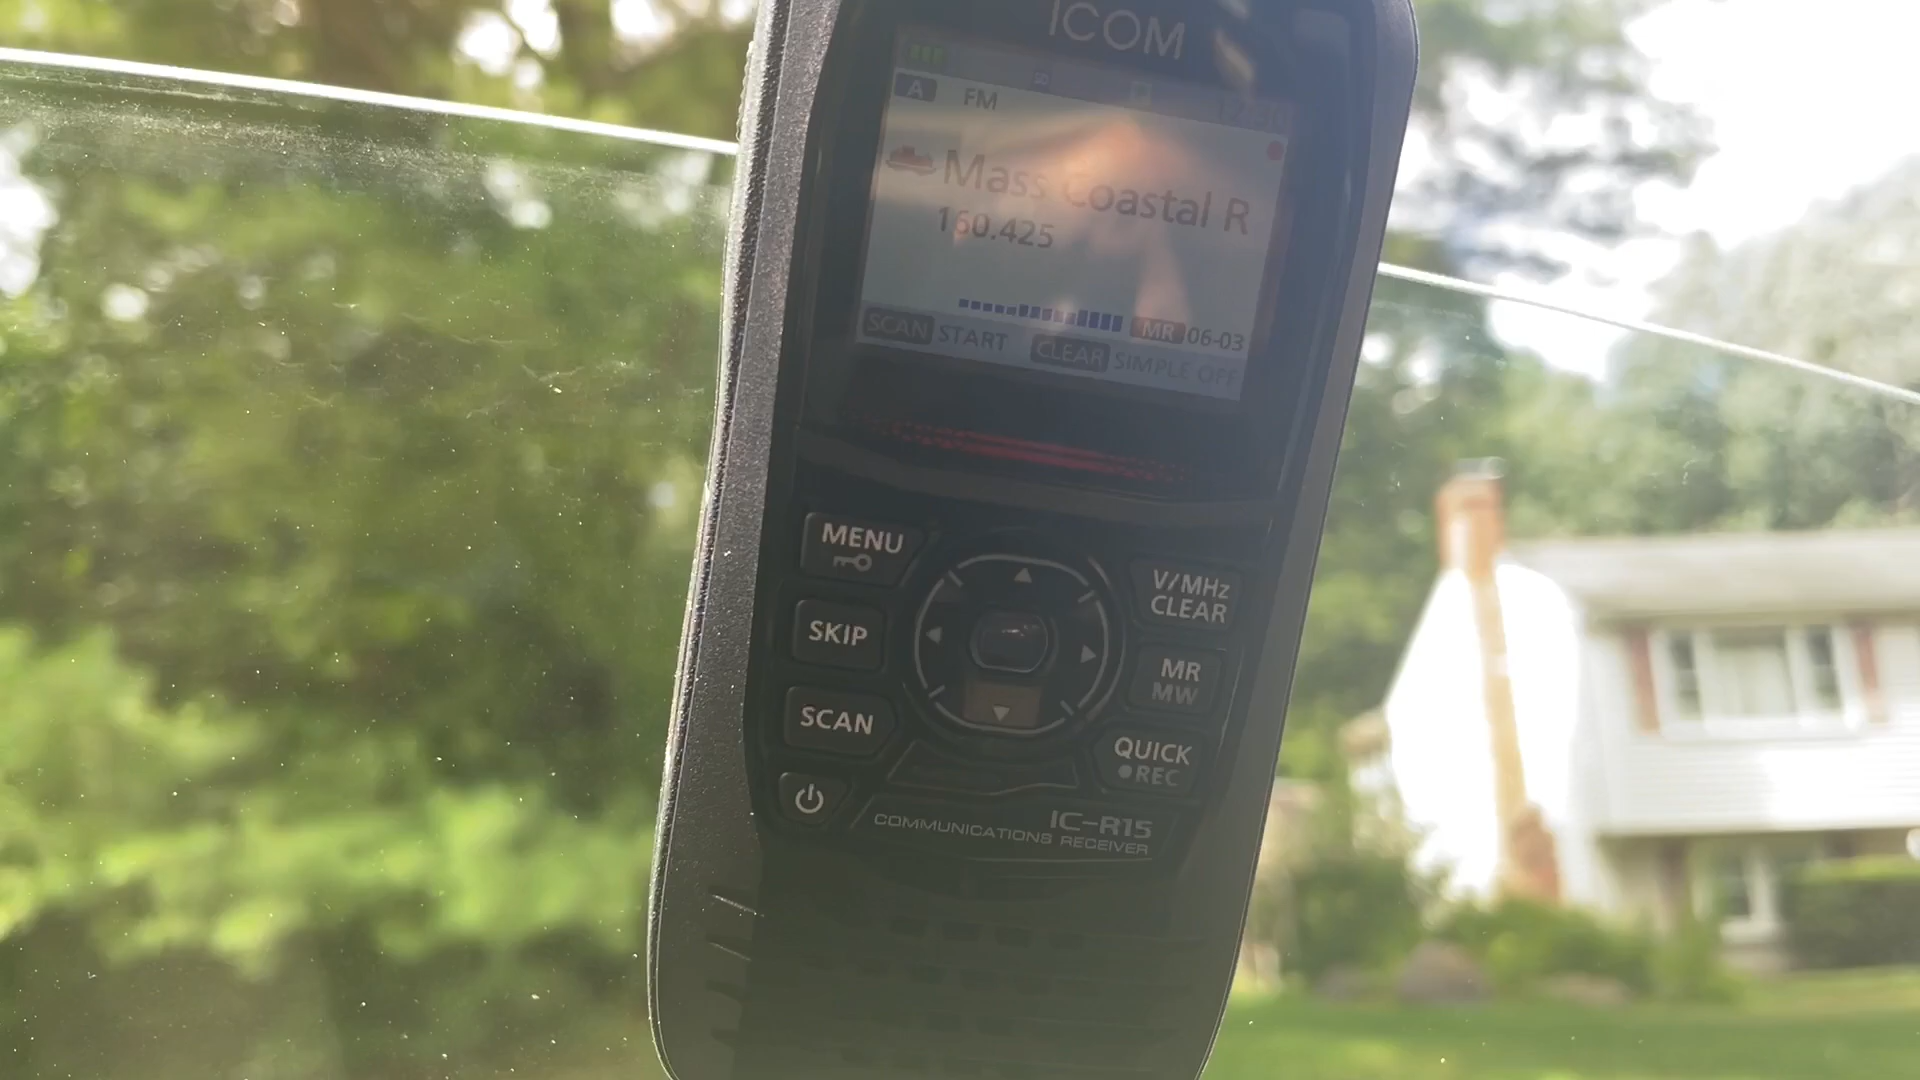 ICOM
A FM
Mass Coastal R
160.425
MR 06-03
SCAN START CLEAR SIMPLE OFF
MENU
V/MHz
CLEAR
SKIP
MR
MW
SCAN
QUICK
REC
IC-R15
COMMUNICATIONS RECEIVER